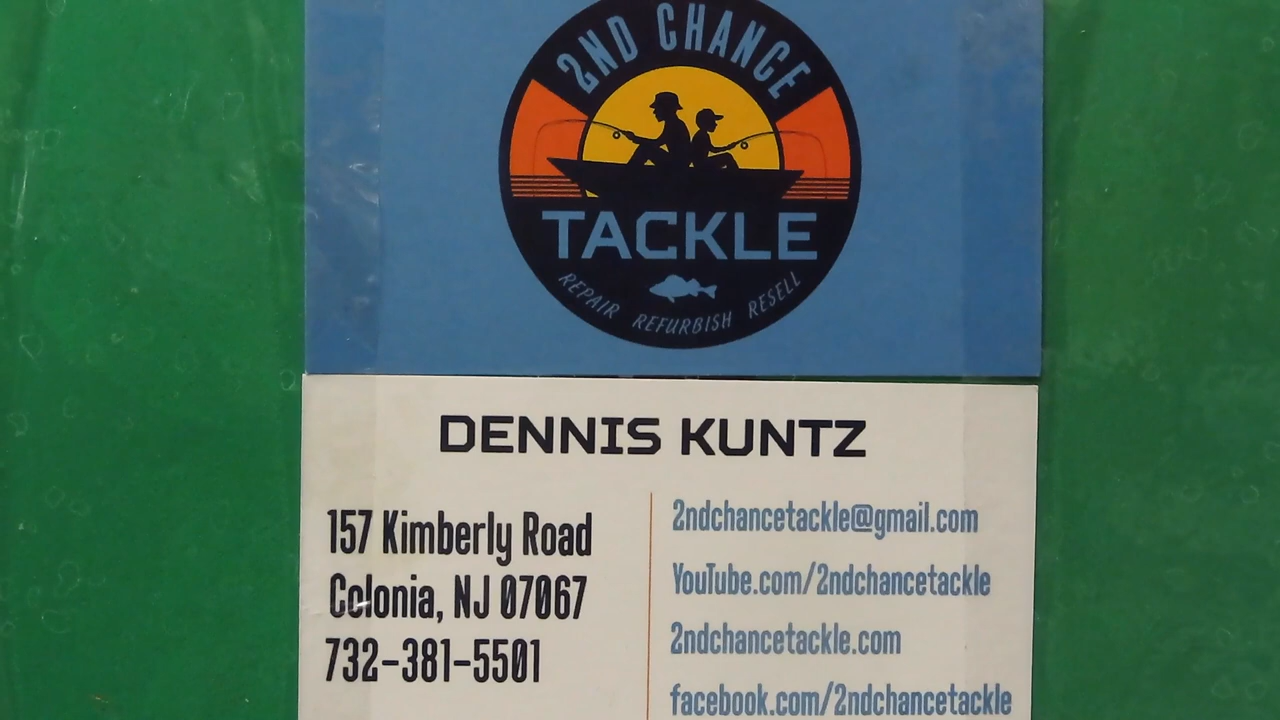 2ND CHANCE
TACKLE
REPAIR REFURBISH RESELL
DENNIS KUNTZ
157 Kimberly Road
Colonia, NJ 07067
732-381-5501
2ndchancetackle@gmail.com
YouTube.com/2ndchancetackle
2ndchancetackle.com
facebook.com/2ndchancetackle